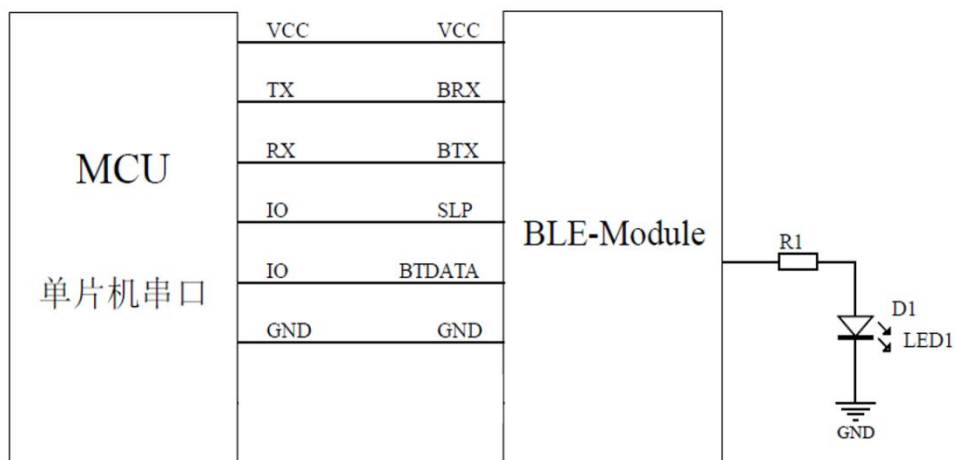 VCC VCC
TX BRX
MCU
RX BTX
IO SLP
BLE-Module
R1
单片机串口
IO BTDATA
D1
LED1
GND GND
GND